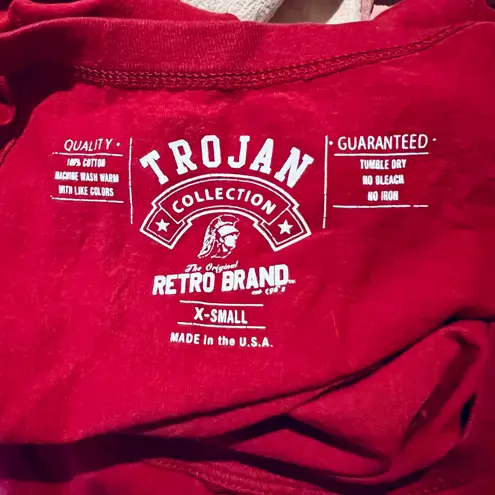 QUALITY ·
100% COTTON
MACHINE WASH WARM
WITH LIKE COLORS
TROJAN
COLLECTION
The Original
RETRO BRAND
X-SMALL
MADE in the U.S.A.
· GUARANTEED ·
TUMBLE DRY
NO BLEACH
NO IRON